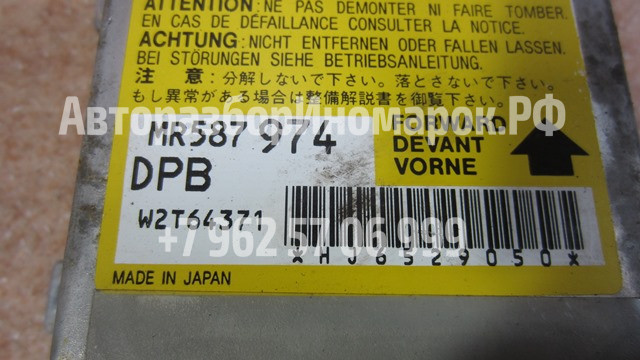 ATTENTION: NE PAS DEMONTER NI FAIRE TOMBER.
EN CAS DE DÉFAILLANCE CONSULTER LA NOTICE.
ACHTUNG: NICHT ENTFERNEN ODER FALLEN LASSEN.
BEI STÖRUNGEN SIEHE BETRIEBSANLEITUNG.
注 意:分解しないで下さい。落とさないで下さい。
もし異常がある場合は整備解説書を御覧下さい。
АвторазборИномарок.РФ
MR587 974
FORWARD
DEVANT
VORNE
DPB
W2T64371
+7 962 57 06 999
*HJ6529050*
MADE IN JAPAN